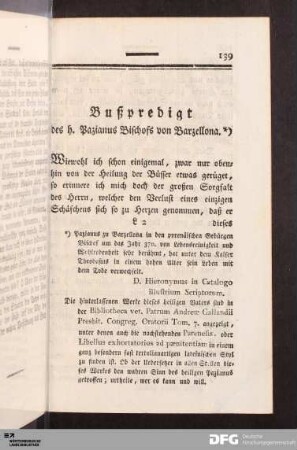 139
Bußpredigt
des h. Pazianus Bischofs von Barzellona. *)
Wiewohl ich schon einigemal, zwar nur oben-
hin von der Heilung der Büsser etwas gerüget,
so erinnere ich mich doch der großen Sorgfalt
des Herrn, welcher den Verlust eines einzigen
Schäfchens sich so zu Herzen genommen, daß er
dieses
*) Pazianus zu Barzellona in den pyrenäischen Gebürgen
Bischof um das Jahr 370. von Lebensreinigkeit und
Wohlredenheit sehr berühmt, hat unter dem Kaiser
Theodosius in einem hohen Alter sein Leben mit
dem Tode verwechselt.
D. Hieronymus in Catalogo
Illustrium Scriptorum.
Die hinterlassenen Werke dieses heiligen Vaters sind in
der Bibliotheca vet. Patrum Andreæ Gallandii
Presbit. Congreg. Oratorii Tom. 7. angezeigt,
unter denen auch die nachstehenden Parænesis, oder
Libellus exhortatorius ad pœnitentiam in einem
ganz besondern fast tertullianartigen lateinischen Styl
zu finden ist. Ob der Uebersetzer in allen Stellen die-
ses Werkes den wahren Sinn des heiligen Pazianus
getroffen, urtheile, wer es kann und will.
DFG
Deutsche
Forschungsgemeinschaft